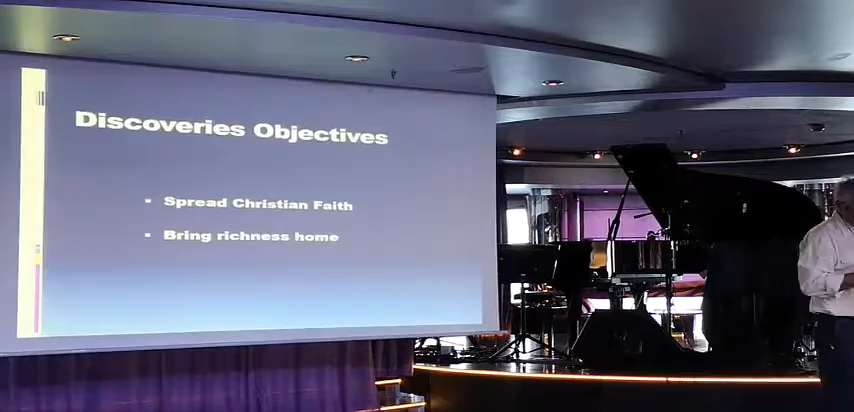 Discoveries Objectives
▪ Spread Christian Faith
▪ Bring richness home